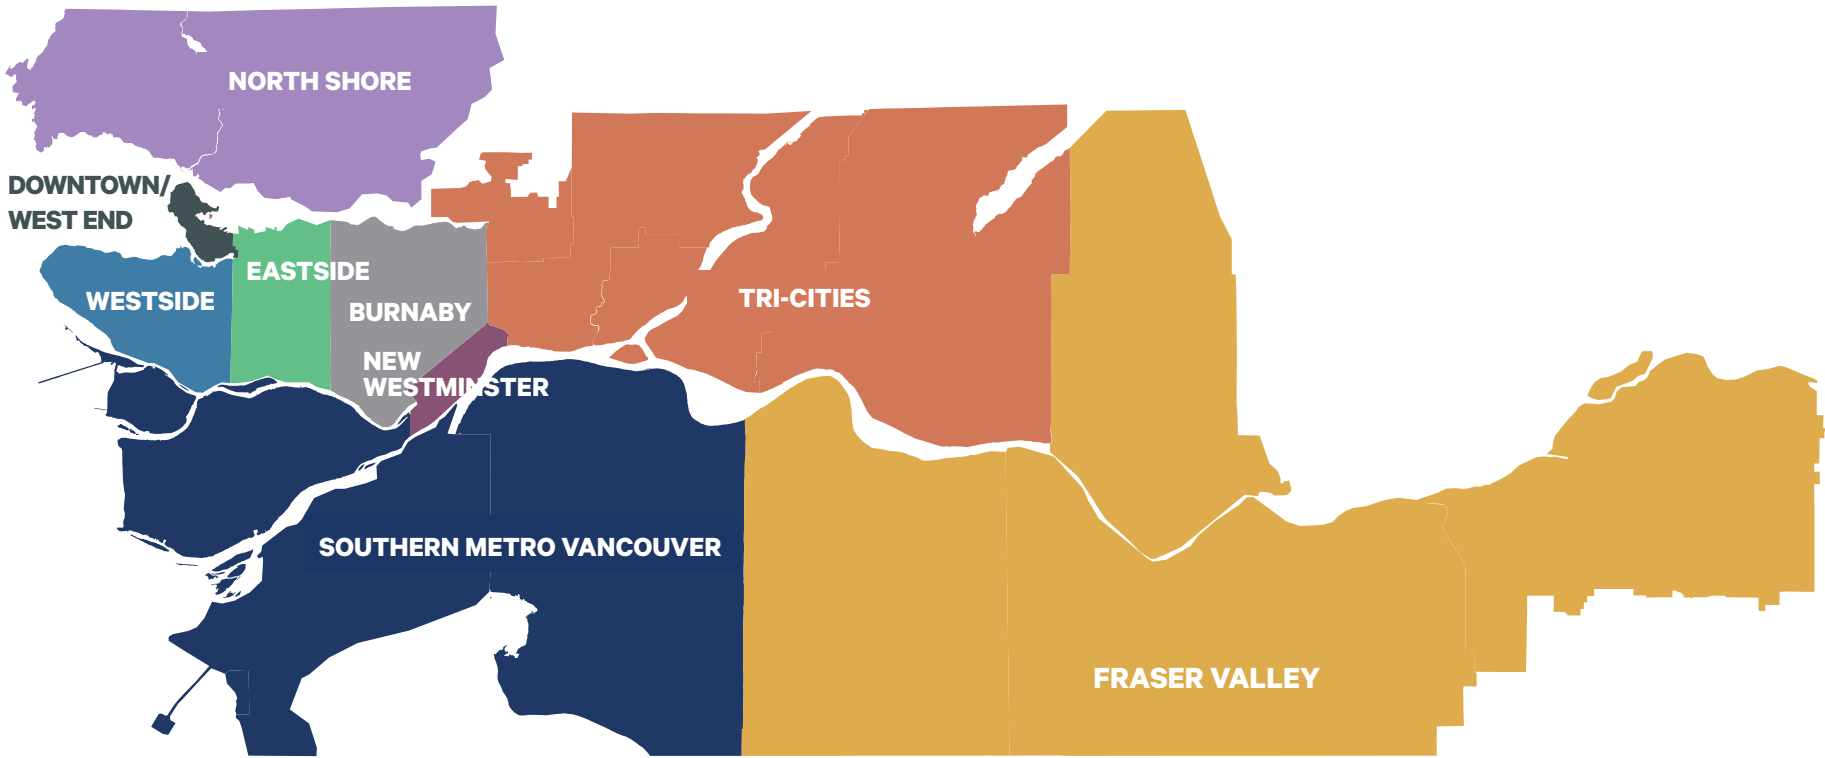 NORTH SHORE
DOWNTOWN/
WEST END
EASTSIDE
WESTSIDE
BURNABY
TRI-CITIES
NEW
WESTMINSTER
SOUTHERN METRO VANCOUVER
FRASER VALLEY